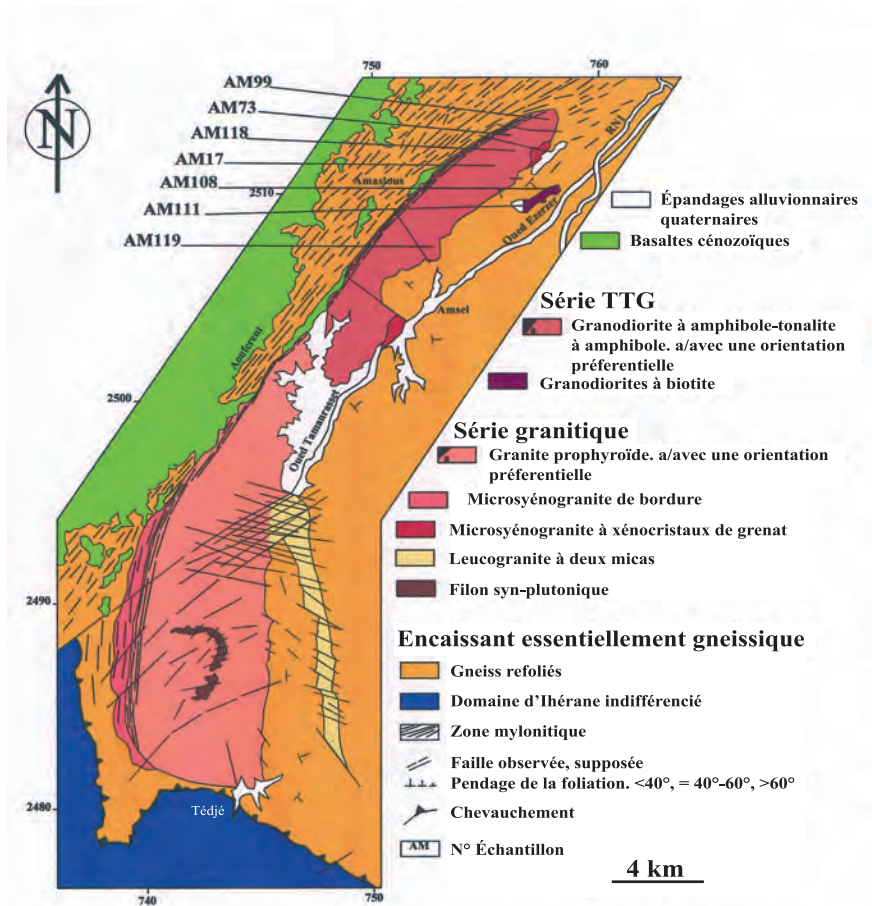 750
760
AM99
AM73
AM118
AM17
AM108
AM111
AM119
N
RN1
Amaslous
2510
Oued Ezerzer
Amsel
Aouferent
2500
Oued Tamanrasset
2490
2480
Tédjé
740
750
Épandages alluvionnaires
quaternaires
Basaltes cénozoïques
Série TTG
a
Granodiorite à amphibole-tonalite
à amphibole. a/avec une orientation
préferentielle
Granodiorites à biotite
Série granitique
a
Granite prophyroïde. a/avec une orientation
préferentielle
Microsyénogranite de bordure
Microsyénogranite à xénocristaux de grenat
Leucogranite à deux micas
Filon syn-plutonique
Encaissant essentiellement gneissique
Gneiss refoliés
Domaine d'Ihérane indifférencié
Zone mylonitique
Faille observée, supposée
Pendage de la foliation. <40°, = 40°-60°, >60°
Chevauchement
AM N° Échantillon
4 km